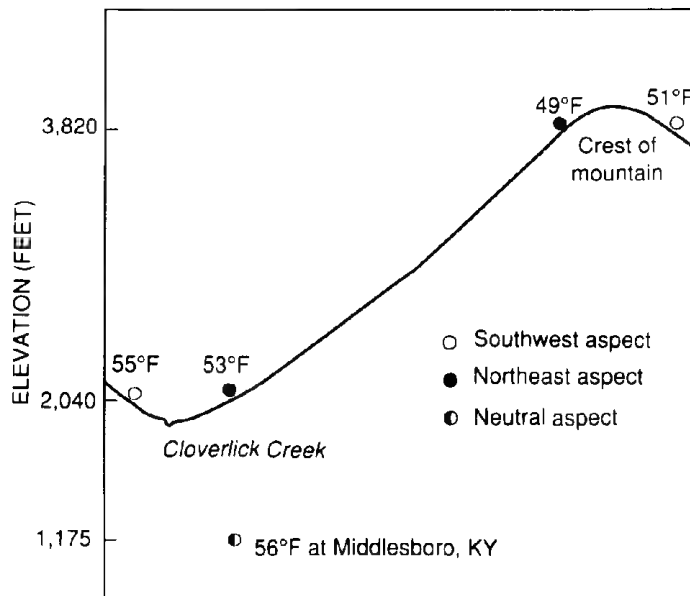 49°F
51°F
3,820
Crest of
mountain
ELEVATION (FEET)
Southwest aspect
55°F
53°F
Northeast aspect
2,040
Neutral aspect
Cloverlick Creek
1,175
56°F at Middlesboro, KY